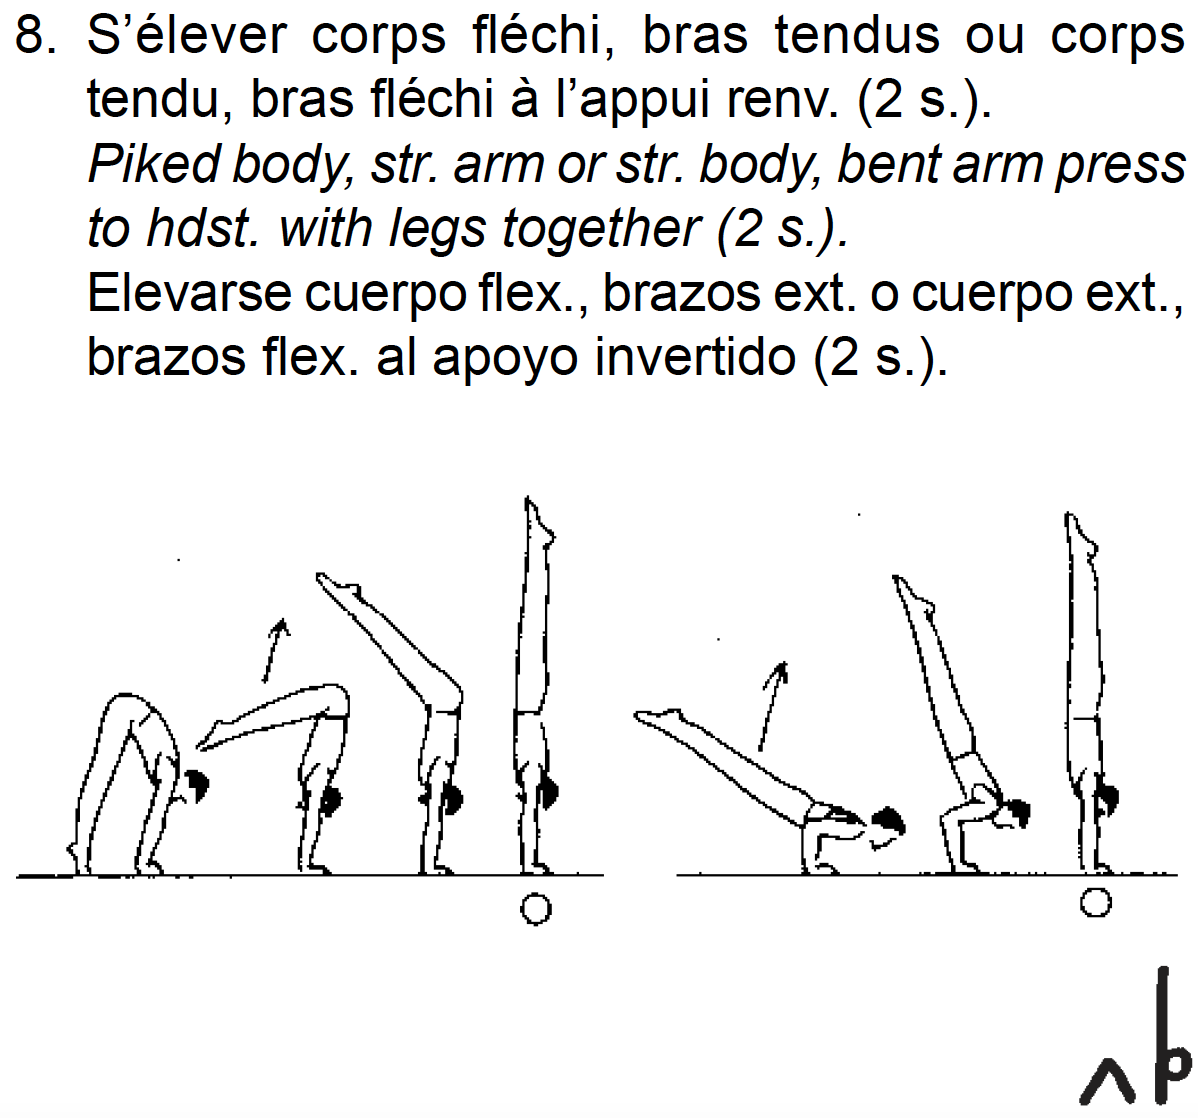 8. S’élever corps fléchi, bras tendus ou corps
tendu, bras fléchi à l’appui renv. (2 s.).
Piked body, str. arm or str. body, bent arm press
to hdst. with legs together (2 s.).
Elevarse cuerpo flex., brazos ext. o cuerpo ext.,
brazos flex. al apoyo invertido (2 s.).